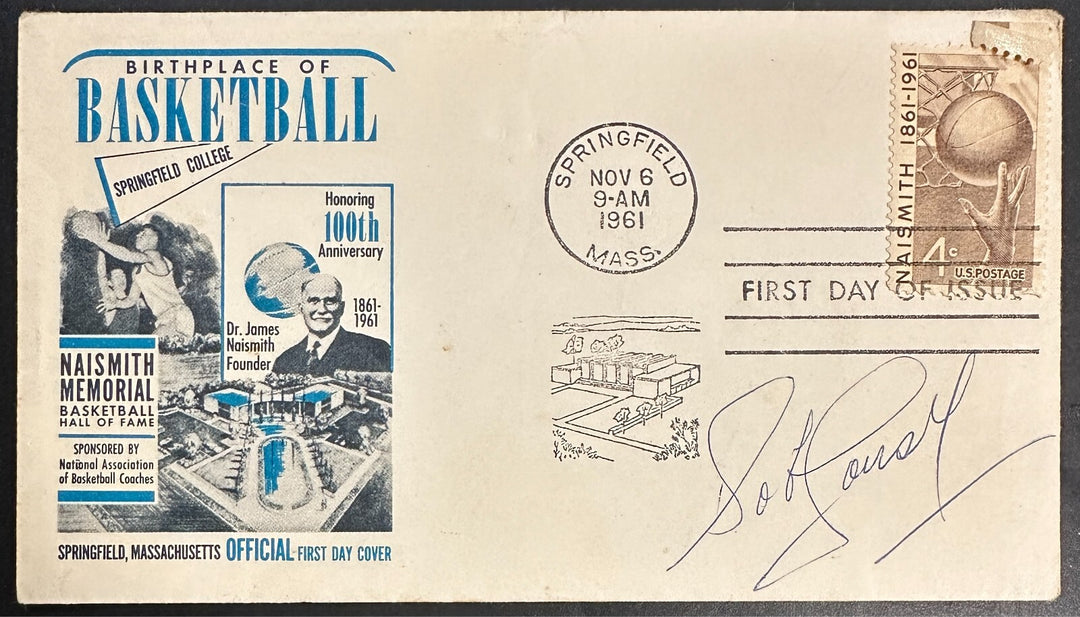 BIRTHPLACE OF
BASKETBALL
SPRINGFIELD COLLEGE
Honoring
100th
Anniversary
1861-
1961
Dr. James
Naismith
Founder
NAISMITH
MEMORIAL
BASKETBALL
HALL OF FAME
SPONSORED BY
National Association
of Basketball Coaches
SPRINGFIELD, MASSACHUSETTS OFFICIAL FIRST DAY COVER
SPRINGFIELD
NOV 6
9-AM
1961
MASS.
NAISMITH 1861-1961
4c
U.S. POSTAGE
FIRST DAY OF ISSUE
Bob Cousy